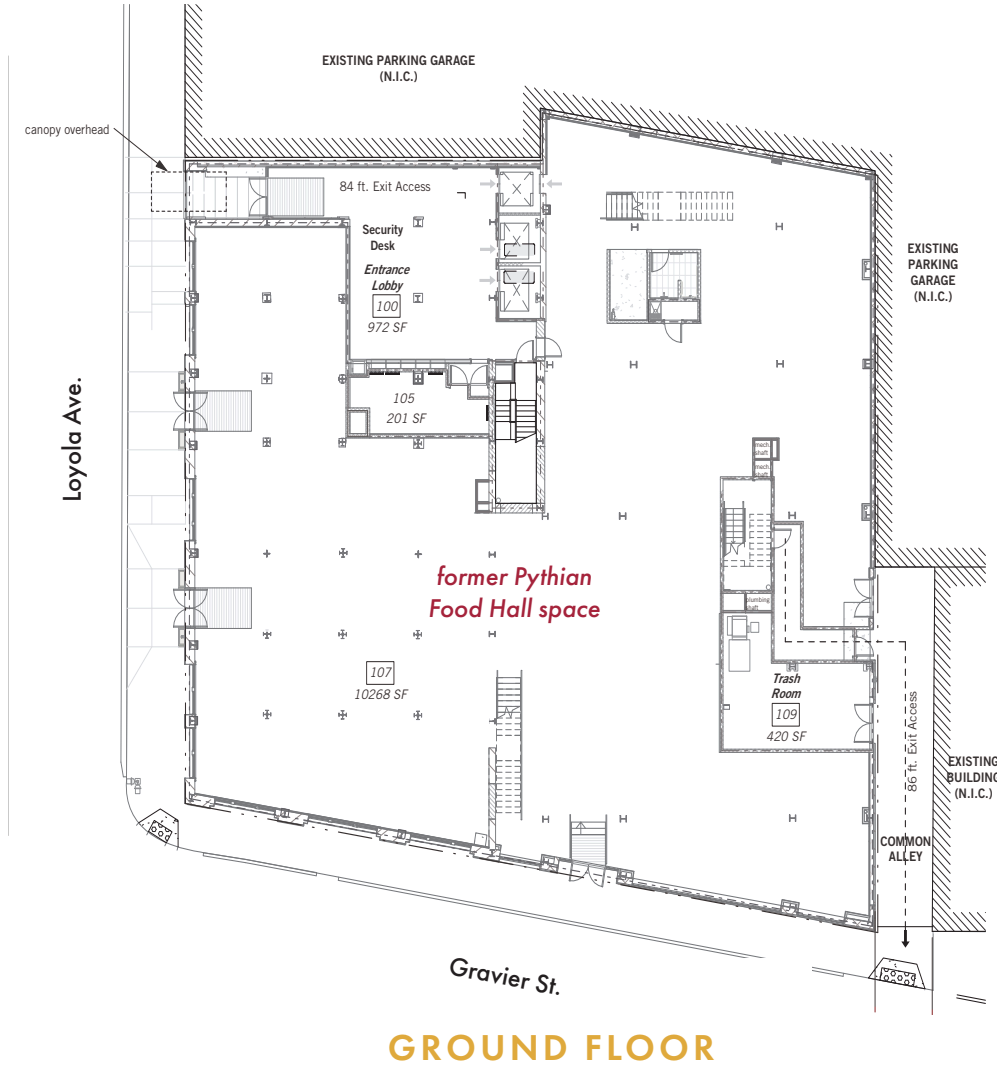 EXISTING PARKING GARAGE
(N.I.C.)
canopy overhead
84 ft. Exit Access
Security
Desk
Entrance
Lobby
100
972 SF
EXISTING
PARKING
GARAGE
(N.I.C.)
105
201 SF
Loyola Ave.
mech.
shaft
mech.
shaft
former Pythian
Food Hall space
plumbing
shaft
107
10268 SF
Trash
Room
109
420 SF
86 ft. Exit Access
EXISTING
BUILDING
(N.I.C.)
COMMON
ALLEY
Gravier St.
GROUND FLOOR